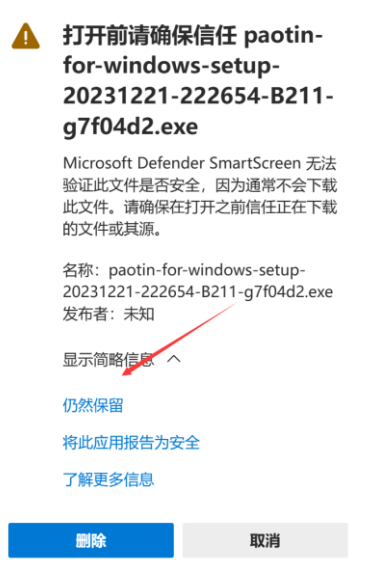 打开前请确保信任 paotin-
for-windows-setup-
20231221-222654-B211-
g7f04d2.exe
Microsoft Defender SmartScreen 无法
验证此文件是否安全，因为通常不会下载
此文件。请确保在打开之前信任正在下载
的文件或其源。
名称：paotin-for-windows-setup-
20231221-222654-B211-g7f04d2.exe
发布者：未知
显示简略信息
仍然保留
将此应用报告为安全
了解更多信息
删除
取消